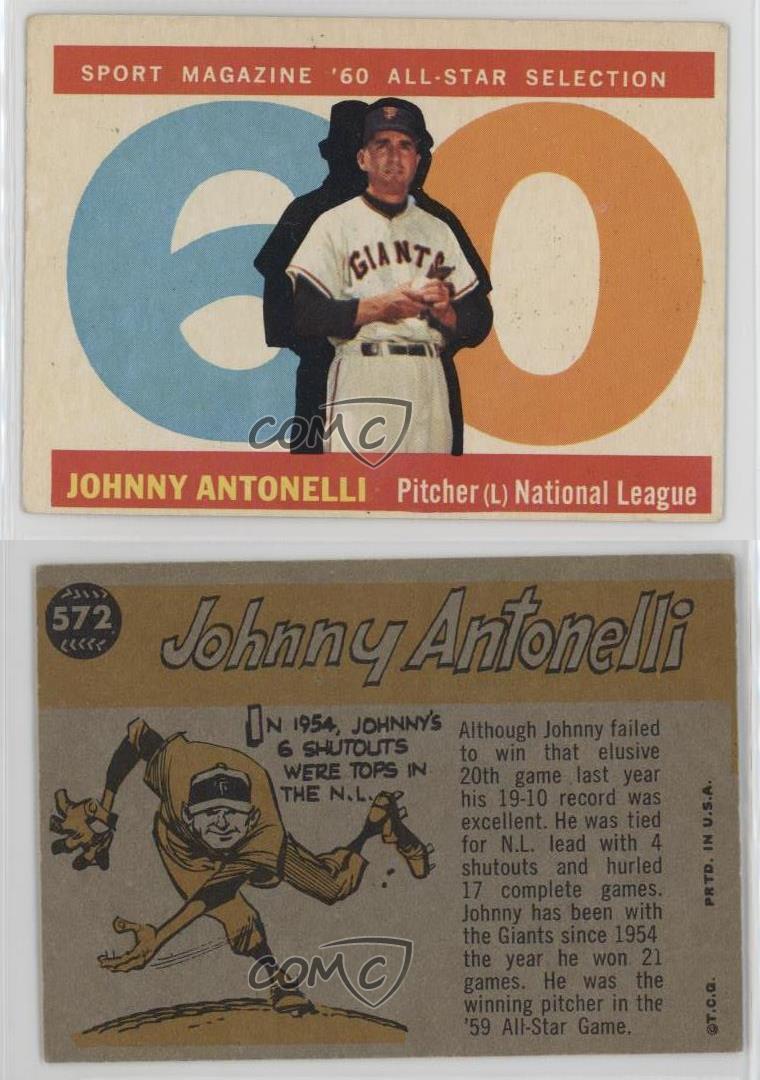 SPORT MAGAZINE '60 ALL-STAR SELECTION
60
GIANTS
JOHNNY ANTONELLI Pitcher (L) National League
COMC
572
Johnny Antonelli
IN 1954, JOHNNY'S
6 SHUTOUTS
WERE TOPS IN
THE N.L.
Although Johnny failed
to win that elusive
20th game last year
his 19-10 record was
excellent. He was tied
for N.L. lead with 4
shutouts and hurled
17 complete games.
Johnny has been with
the Giants since 1954
the year he won 21
games. He was the
winning pitcher in the
'59 All-Star Game.
©T.C.G. PRTD. IN U.S.A.
COMC